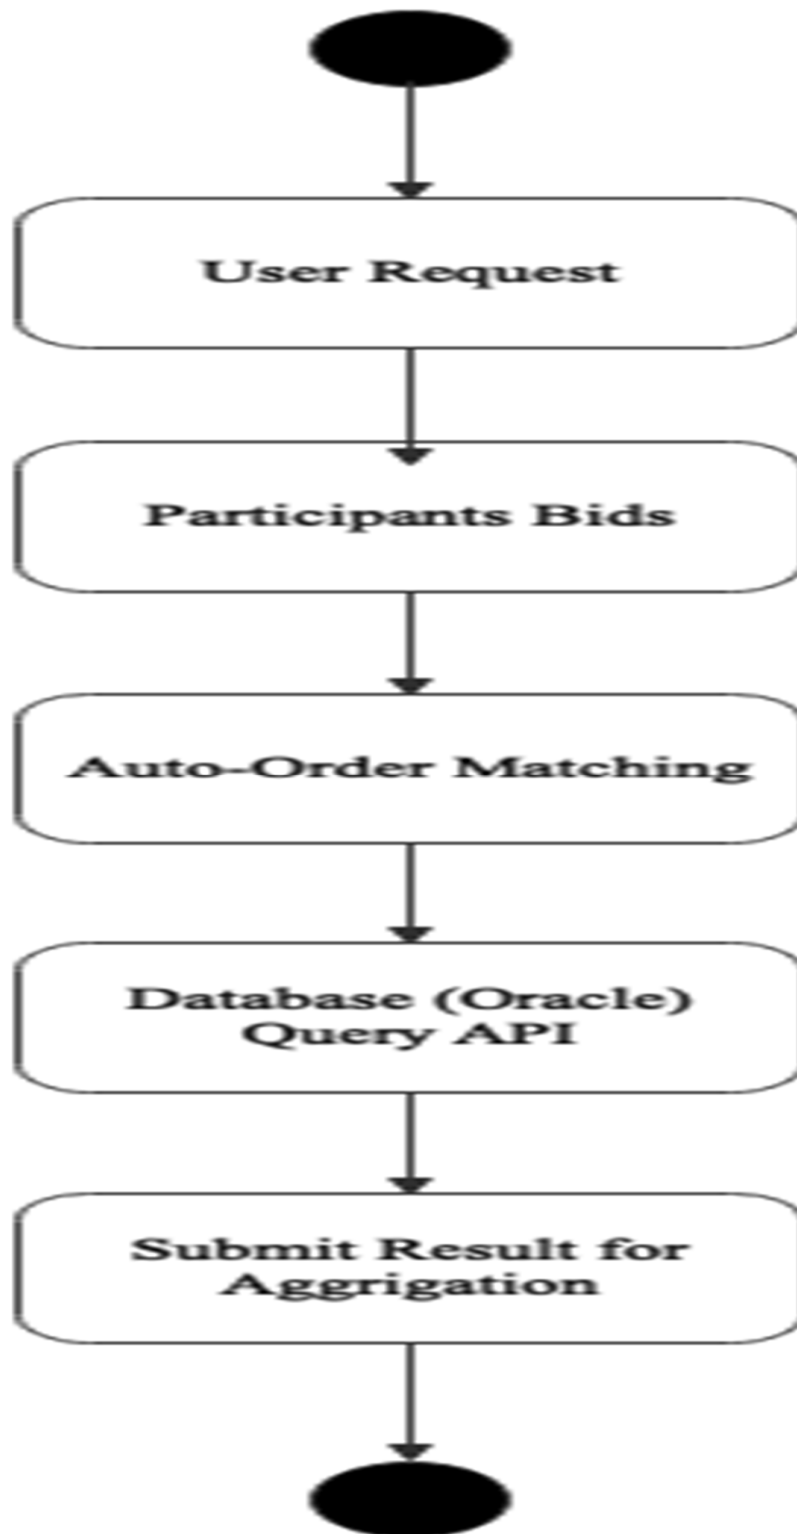 User Request
Participants Bids
Auto-Order Matching
Database (Oracle)
Query API
Submit Result for
Aggrigation